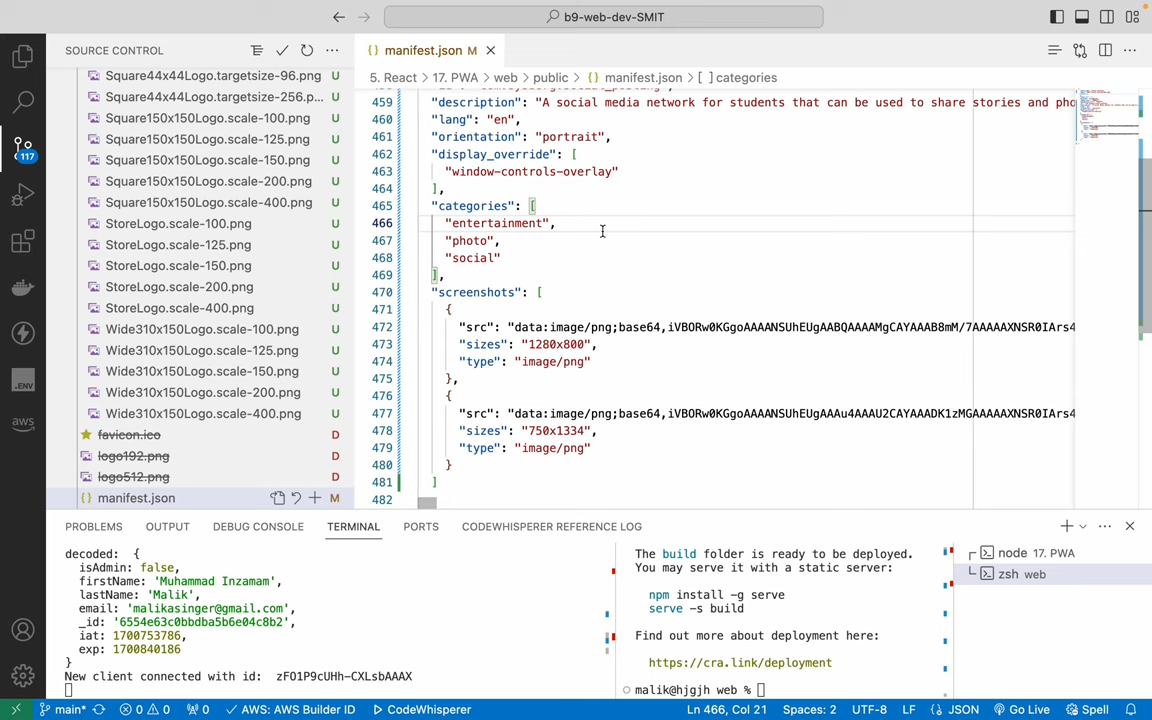 b9-web-dev-SMIT
SOURCE CONTROL
manifest.json M
5. React > 17. PWA > web > public > {} manifest.json > [ ] categories
Square44x44Logo.targetsize-96.png U
Square44x44Logo.targetsize-256.p... U
Square150x150Logo.scale-100.png U
Square150x150Logo.scale-125.png U
Square150x150Logo.scale-150.png U
Square150x150Logo.scale-200.png U
Square150x150Logo.scale-400.png U
StoreLogo.scale-100.png U
StoreLogo.scale-125.png U
StoreLogo.scale-150.png U
StoreLogo.scale-200.png U
StoreLogo.scale-400.png U
Wide310x150Logo.scale-100.png U
Wide310x150Logo.scale-125.png U
Wide310x150Logo.scale-150.png U
Wide310x150Logo.scale-200.png U
Wide310x150Logo.scale-400.png U
favicon.ico D
logo192.png D
logo512.png D
{} manifest.json M
117
.ENV
aws
459 "description": "A social media network for students that can be used to share stories and pho
460 "lang": "en",
461 "orientation": "portrait",
462 "display_override": [
463 "window-controls-overlay"
464 ],
465 "categories": [
466 "entertainment",
467 "photo",
468 "social"
469 ],
470 "screenshots": [
471 {
472 "src": "data:image/png;base64,iVBORw0KGgoAAAANSUhEUgAABQAAAAMgCAYAAAB8mM/7AAAAAXNSR0IArs4
473 "sizes": "1280x800",
474 "type": "image/png"
475 },
476 {
477 "src": "data:image/png;base64,iVBORw0KGgoAAAANSUhEUgAAAu4AAAU2CAYAAADK1zMGAAAAAXNSR0IArs4
478 "sizes": "750x1334",
479 "type": "image/png"
480 }
481 ]
482
PROBLEMS OUTPUT DEBUG CONSOLE TERMINAL PORTS CODEWHISPERER REFERENCE LOG
decoded: {
isAdmin: false,
firstName: 'Muhammad Inzamam',
lastName: 'Malik',
email: 'malikasinger@gmail.com',
_id: '6554e63c0bbdba5b6e04c8b2',
iat: 1700753786,
exp: 1700840186
}
New client connected with id: zFO1P9cUHh-CXLsbAAAX
The build folder is ready to be deployed.
You may serve it with a static server:
npm install -g serve
serve -s build
Find out more about deployment here:
https://cra.link/deployment
malik@hjgjh web %
node 17. PWA
zsh web
main* 0 0 0 AWS: AWS Builder ID CodeWhisperer Ln 466, Col 21 Spaces: 2 UTF-8 LF {} JSON Go Live Spell